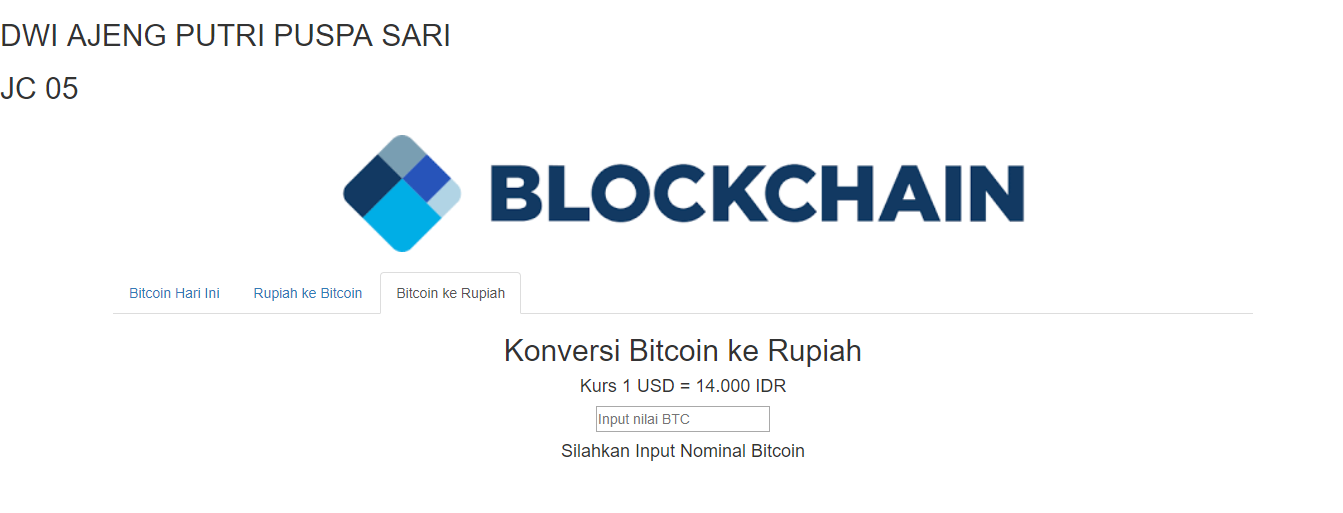 DWI AJENG PUTRI PUSPA SARI
JC 05
BLOCKCHAIN
Bitcoin Hari Ini Rupiah ke Bitcoin Bitcoin ke Rupiah
Konversi Bitcoin ke Rupiah
Kurs 1 USD = 14.000 IDR
Input nilai BTC
Silahkan Input Nominal Bitcoin